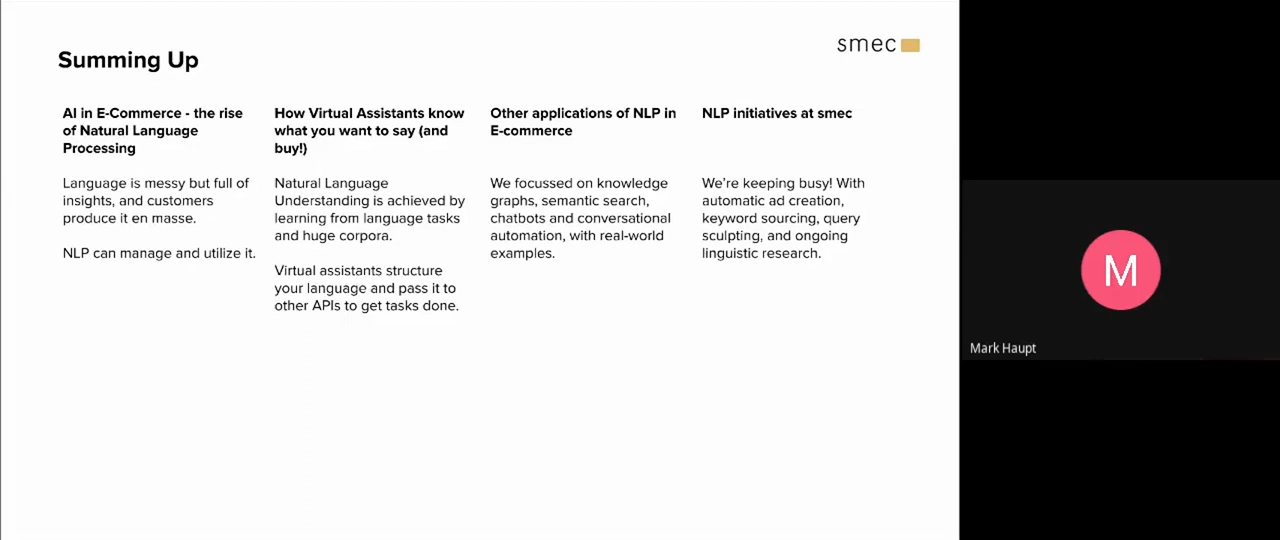 smec
Summing Up
AI in E-Commerce - the rise
of Natural Language
Processing
Language is messy but full of
insights, and customers
produce it en masse.
NLP can manage and utilize it.
How Virtual Assistants know
what you want to say (and
buy!)
Natural Language
Understanding is achieved by
learning from language tasks
and huge corpora.
Virtual assistants structure
your language and pass it to
other APIs to get tasks done.
Other applications of NLP in
E-commerce
We focussed on knowledge
graphs, semantic search,
chatbots and conversational
automation, with real-world
examples.
NLP initiatives at smec
We're keeping busy! With
automatic ad creation,
keyword sourcing, query
sculpting, and ongoing
linguistic research.
M
Mark Haupt